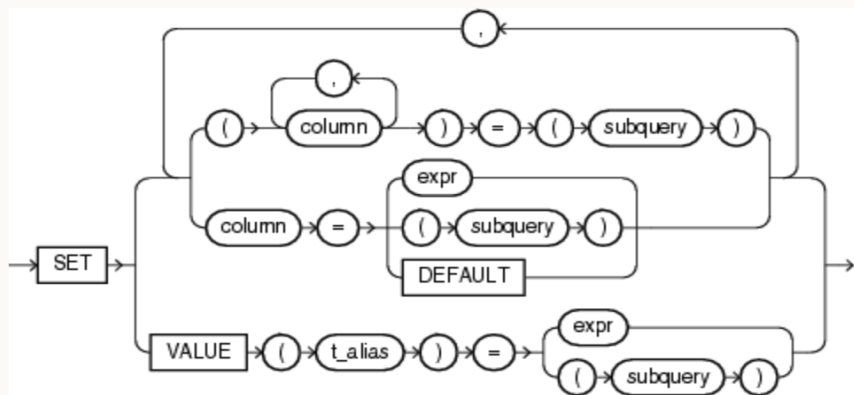 ,
,
( column ) = ( subquery )
expr
column = ( subquery )
SET DEFAULT
expr
VALUE ( t_alias ) =
( subquery )